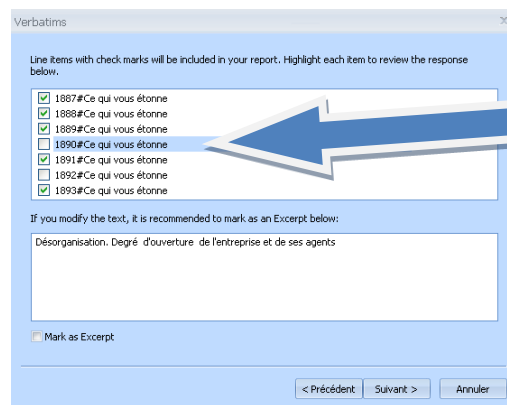 Verbatims
Line items with check marks will be included in your report. Highlight each item to review the response
below.
1887#Ce qui vous étonne
1888#Ce qui vous étonne
1889#Ce qui vous étonne
1890#Ce qui vous étonne
1891#Ce qui vous étonne
1892#Ce qui vous étonne
1893#Ce qui vous étonne
If you modify the text, it is recommended to mark as an Excerpt below:
Désorganisation. Degré d'ouverture de l'entreprise et de ses agents
Mark as Excerpt
< Précédent Suivant > Annuler